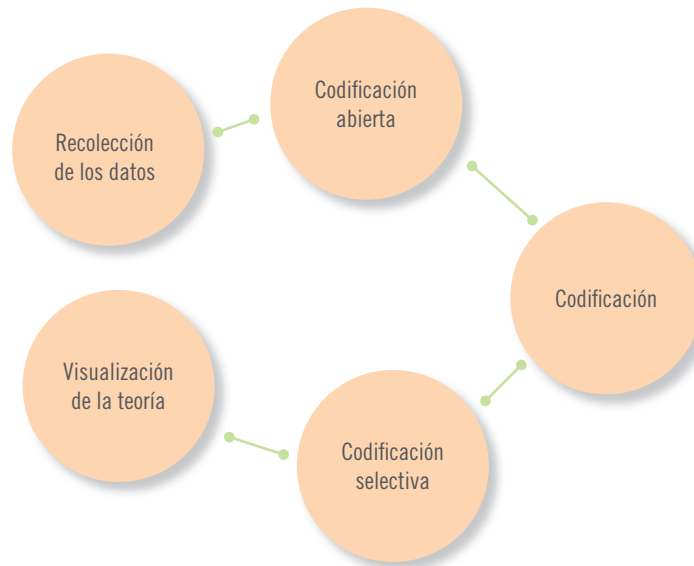 Recolección
de los datos
Codificación
abierta
Codificación
Codificación
selectiva
Visualización
de la teoría